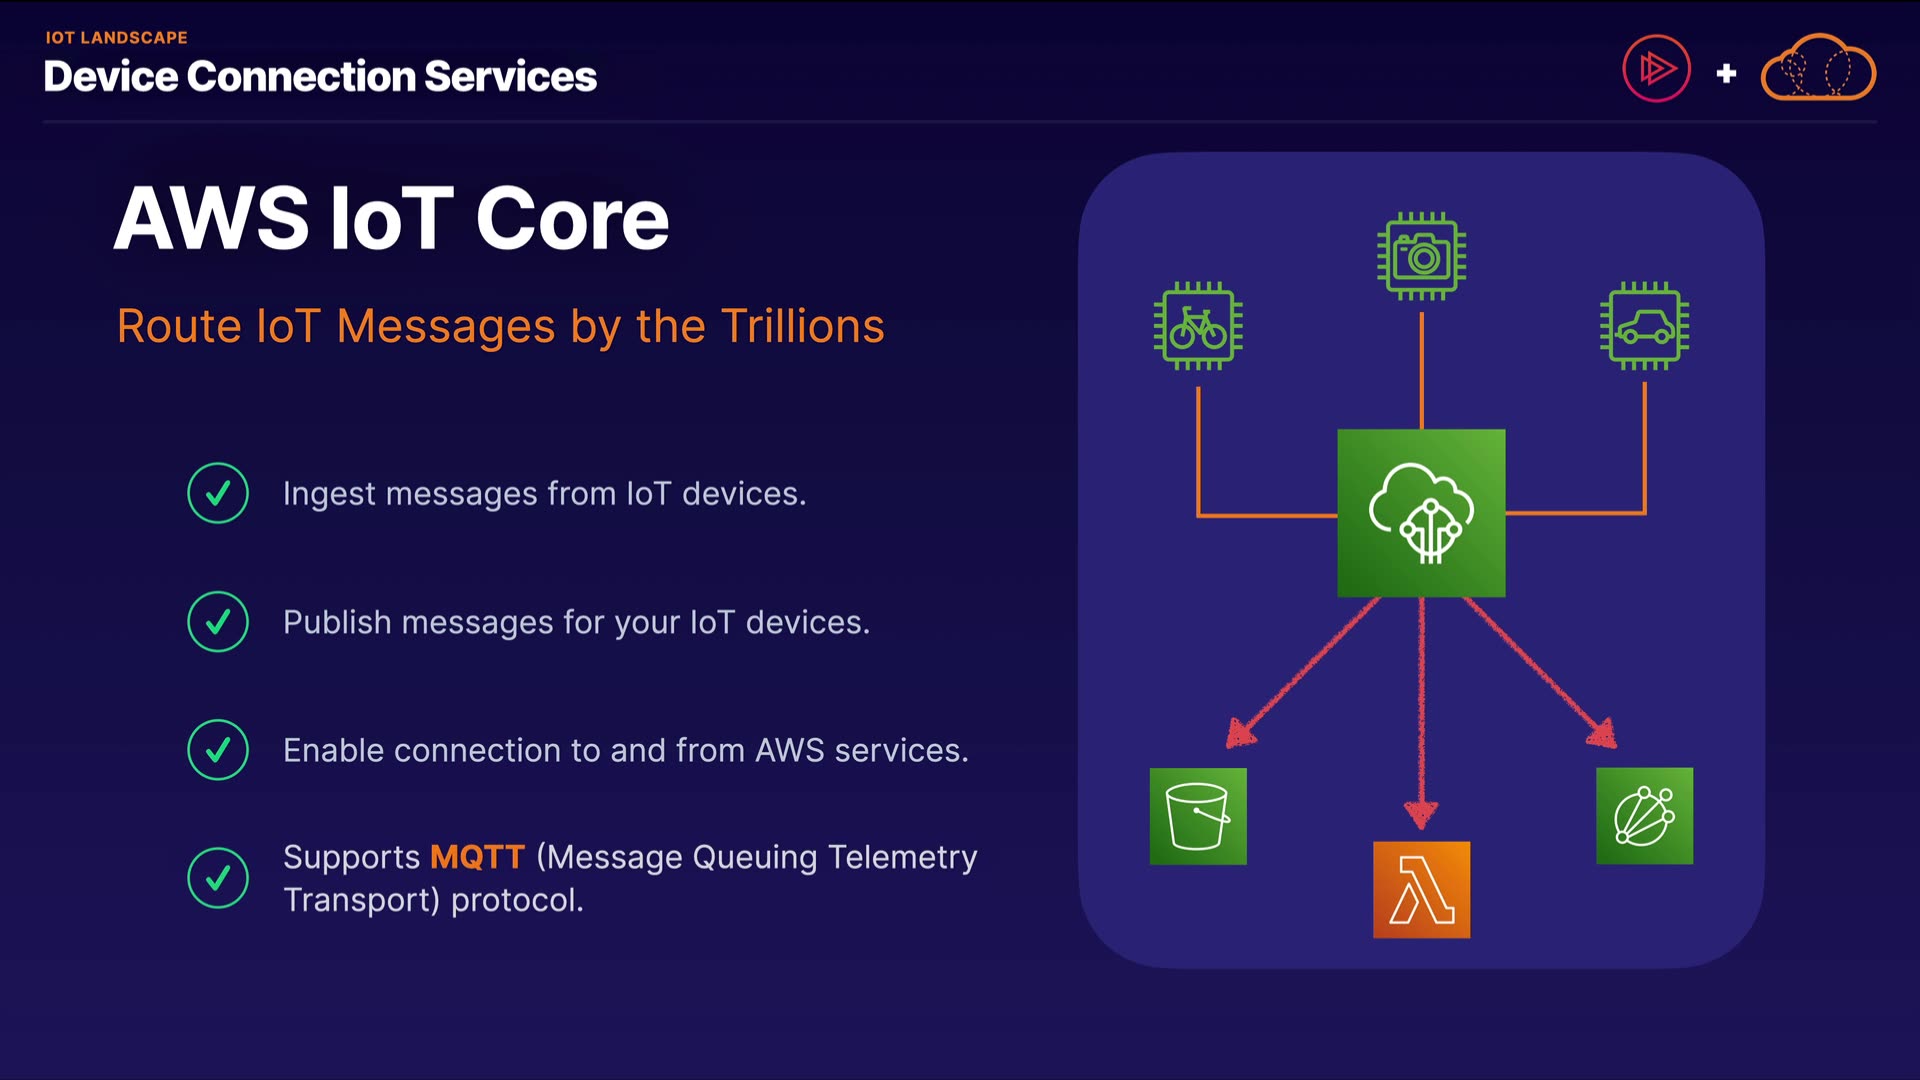 IOT LANDSCAPE
Device Connection Services
AWS IoT Core
Route IoT Messages by the Trillions
Ingest messages from IoT devices.
Publish messages for your IoT devices.
Enable connection to and from AWS services.
Supports MQTT (Message Queuing Telemetry
Transport) protocol.